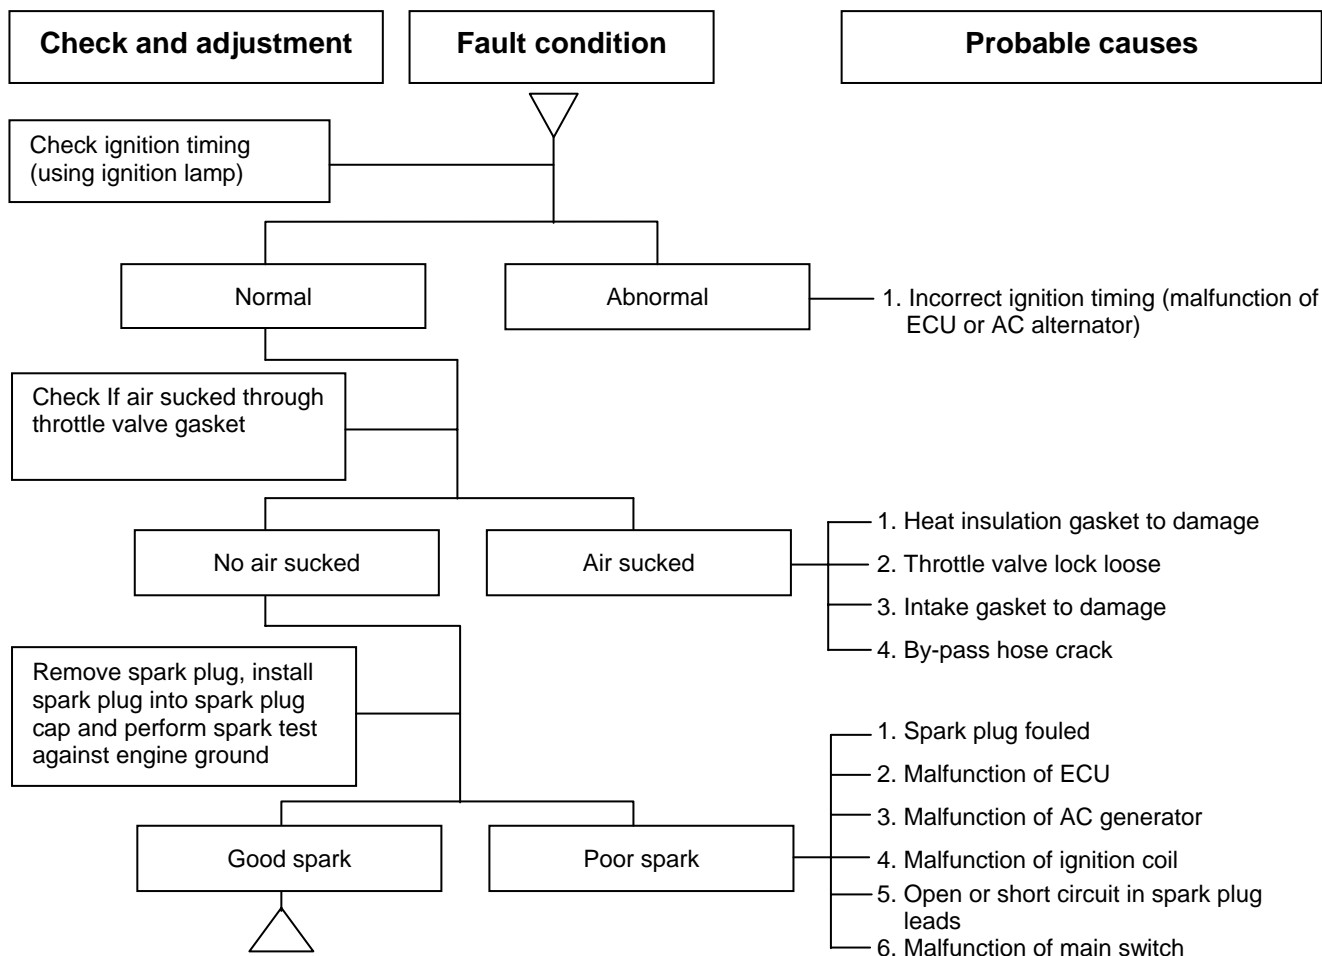 Check and adjustment
Fault condition
Probable causes
Check ignition timing
(using ignition lamp)
Normal
Abnormal
1. Incorrect ignition timing (malfunction of
ECU or AC alternator)
Check If air sucked through
throttle valve gasket
No air sucked
Air sucked
1. Heat insulation gasket to damage
2. Throttle valve lock loose
3. Intake gasket to damage
4. By-pass hose crack
Remove spark plug, install
spark plug into spark plug
cap and perform spark test
against engine ground
Good spark
Poor spark
1. Spark plug fouled
2. Malfunction of ECU
3. Malfunction of AC generator
4. Malfunction of ignition coil
5. Open or short circuit in spark plug
leads
6. Malfunction of main switch